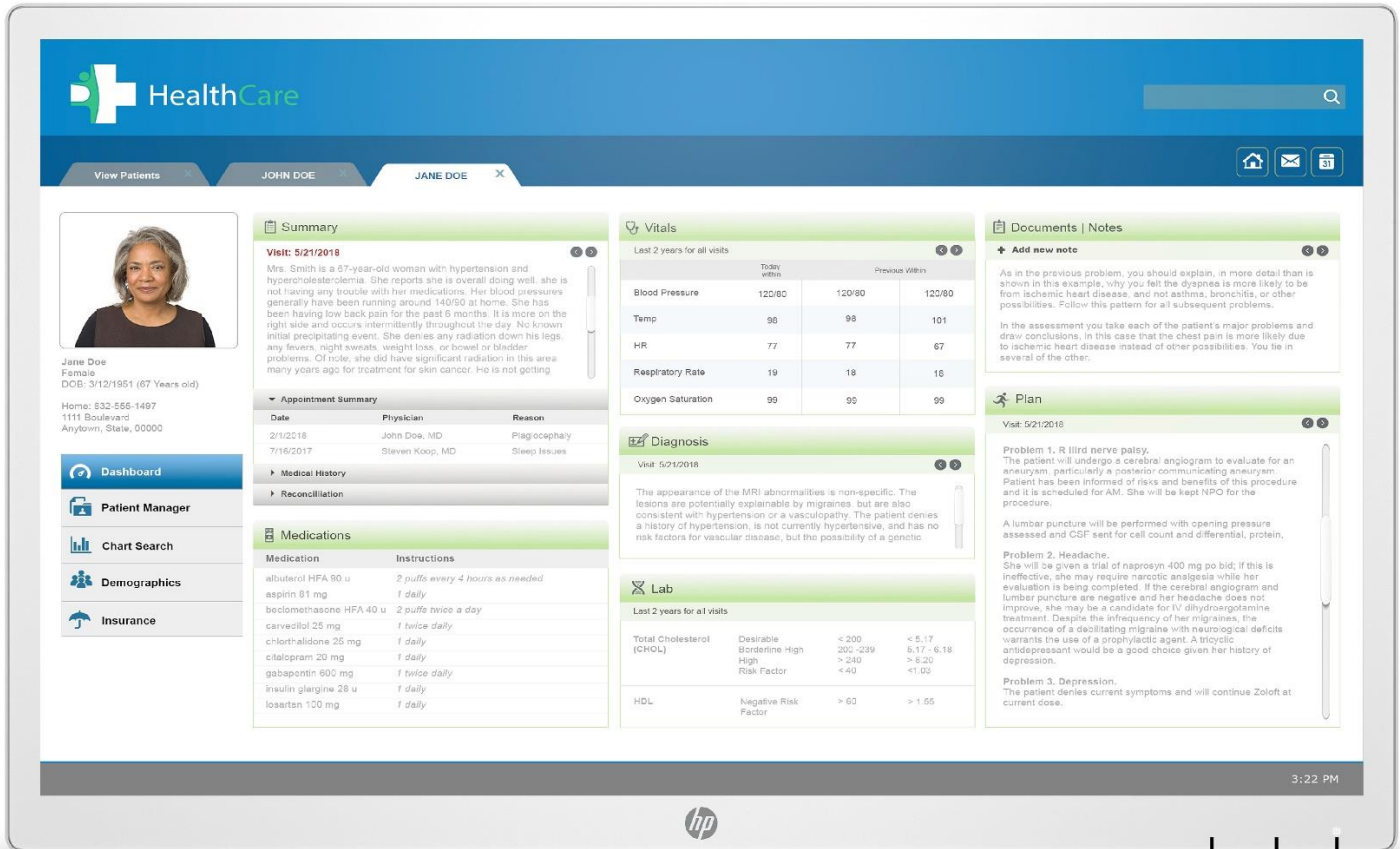 HealthCare
View Patients
JOHN DOE
JANE DOE
31
Jane Doe
Female
DOB: 3/12/1951 (67 Years old)
Home: 832-555-1497
1111 Boulevard
Anytown, State, 00000
Dashboard
Patient Manager
Chart Search
Demographics
Insurance
Summary
Visit: 5/21/2018
Mrs. Smith is a 67-year-old woman with hypertension and
hypercholesterolemia. She reports she is overall doing well. she is
not having any trouble with her medications. Her blood pressures
generally have been running around 140/90 at home. She has
been having low back pain for the past 6 months. It is more on the
right side and occurs intermittently throughout the day. No known
initial precipitating event. She denies any radiation down his legs,
any fevers, night sweats, weight loss, or bowel or bladder
problems. Of note, she did have significant radiation in this area
many years ago for treatment for skin cancer. He is not getting
Appointment Summary
Date Physician Reason
2/1/2018 John Doe, MD Plagiocephaly
7/16/2017 Steven Koop, MD Sleep Issues
Medical History
Reconcilliation
Medications
Medication Instructions
albuterol HFA 90 u 2 puffs every 4 hours as needed
aspirin 81 mg 1 daily
beclomethasone HFA 40 u 2 puffs twice a day
carvedilol 25 mg 1 twice daily
chlorthalidone 25 mg 1 daily
citalopram 20 mg 1 daily
gabapentin 600 mg 1 twice daily
insulin glargine 28 u 1 daily
losartan 100 mg 1 daily
Vitals
Last 2 years for all visits
Today within Previous Within
Blood Pressure 120/80 120/80 120/80
Temp 98 98 101
HR 77 77 67
Respiratory Rate 19 18 16
Oxygen Saturation 99 99 99
Diagnosis
Visit: 5/21/2018
The appearance of the MRI abnormalities is non-specific. The
lesions are potentially explainable by migraines, but are also
consistent with hypertension or a vasculopathy. The patient denies
a history of hypertension, is not currently hypertensive, and has no
risk factors for vascular disease, but the possibility of a genetic
Lab
Last 2 years for all visits
Total Cholesterol Desirable < 200 < 5.17
(CHOL) Borderline High 200 -239 5.17 - 6.18
High > 240 > 6.20
Risk Factor < 40 <1.03
HDL Negative Risk > 60 > 1.55
Factor
Documents | Notes
+ Add new note
As in the previous problem, you should explain, in more detail than is
shown in this example, why you felt the dyspnea is more likely to be
from ischemic heart disease, and not asthma, bronchitis, or other
possibilities. Follow this pattern for all subsequent problems.
In the assessment you take each of the patient's major problems and
draw conclusions, in this case that the chest pain is more likely due
to ischemic heart disease instead of other possibilities. You tie in
several of the other.
Plan
Visit: 5/21/2018
Problem 1. R IIIrd nerve palsy.
The patient will undergo a cerebral angiogram to evaluate for an
aneurysm, particularly a posterior communicating aneurysm.
Patient has been informed of risks and benefits of this procedure
and it is scheduled for AM. She will be kept NPO for the
procedure.
A lumbar puncture will be performed with opening pressure
assessed and CSF sent for cell count and differential, protein,
Problem 2. Headache.
She will be given a trial of naprosyn 400 mg po bid; if this is
ineffective, she may require narcotic analgesia while her
evaluation is being completed. If the cerebral angiogram and
lumbar puncture are negative and her headache does not
improve, she may be a candidate for IV dihydroergotamine
treatment. Despite the infrequency of her migraines, the
occurrence of a debilitating migraine with neurological deficits
warrants the use of a prophylactic agent. A tricyclic
antidepressant would be a good choice given her history of
depression.
Problem 3. Depression.
The patient denies current symptoms and will continue Zoloft at
current dose.
3:22 PM
hp